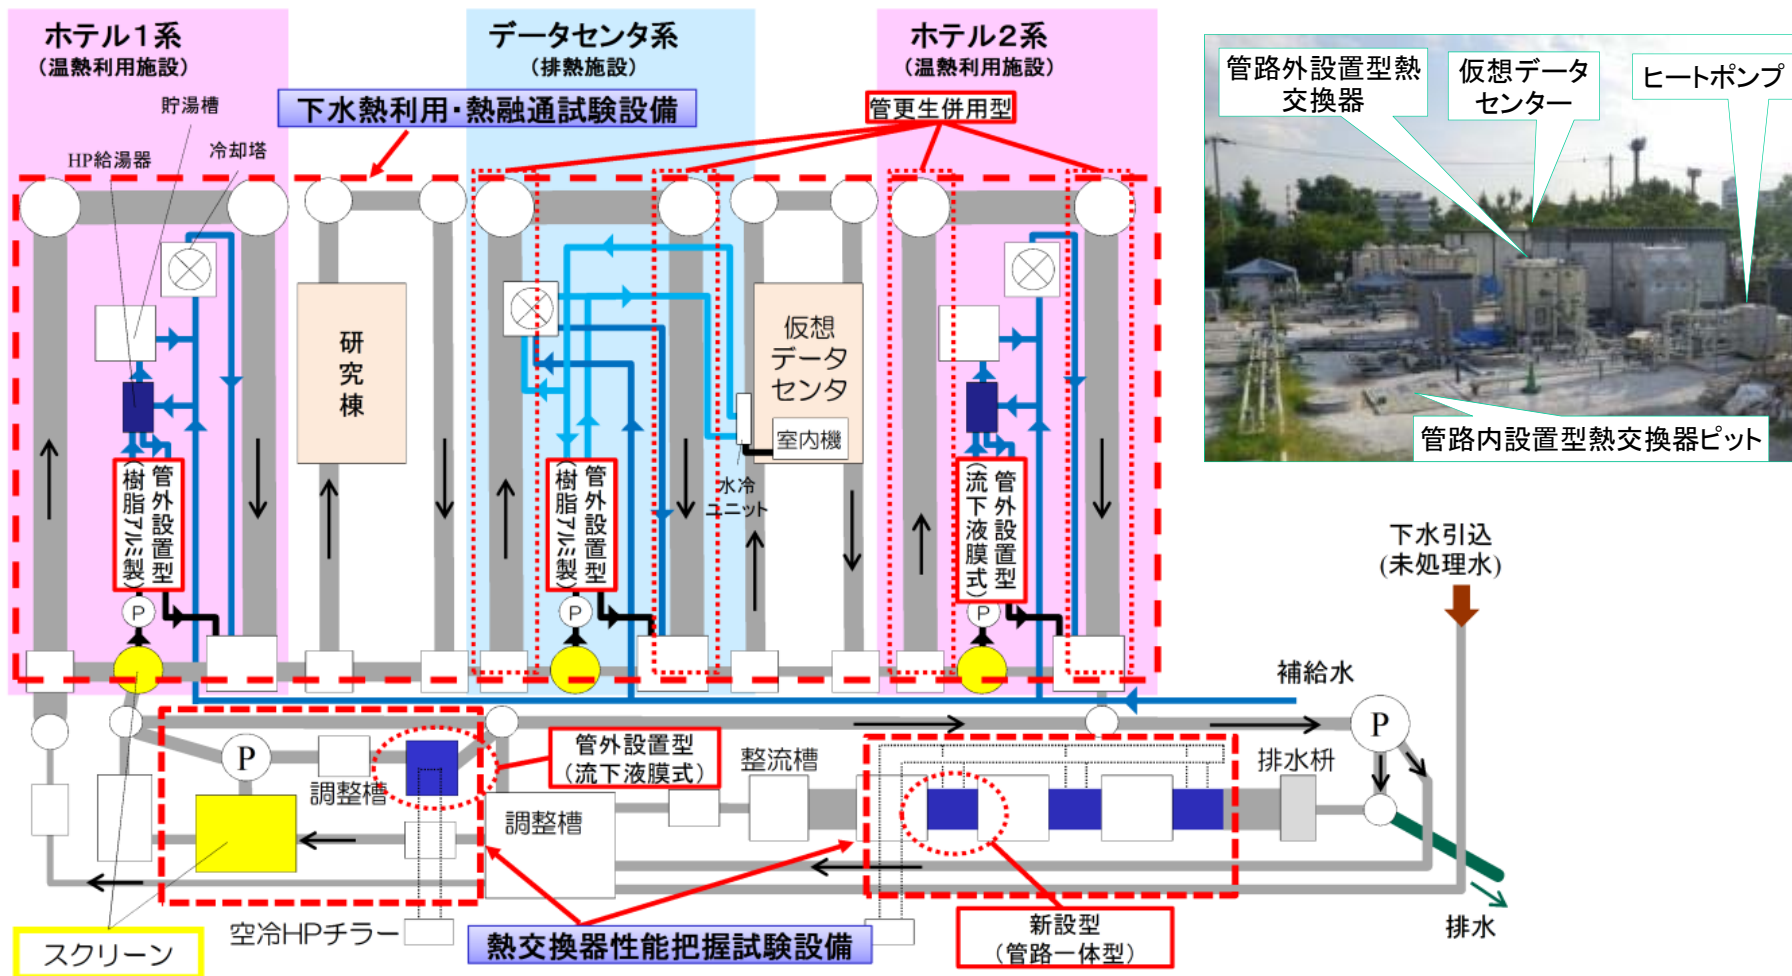 ホテル１系
（温熱利用施設）
データセンタ系
（排熱施設）
ホテル２系
（温熱利用施設）
下水熱利用・熱融通試験設備
管更生併用型
貯湯槽
HP給湯器
冷却塔
研究棟
仮想
データ
センタ
室内機
水冷
ユニット
管外設置型
（樹脂アルミ製）
管外設置型
（樹脂アルミ製）
管外設置型
（流下液膜式）
P
P
P
管路外設置型熱
交換器
仮想データ
センター
ヒートポンプ
管路内設置型熱交換器ピット
下水引込
(未処理水)
補給水
P
P
調整槽
管外設置型
（流下液膜式）
調整槽
整流槽
排水枡
排水
空冷HPチラー
スクリーン
熱交換器性能把握試験設備
新設型
（管路一体型）